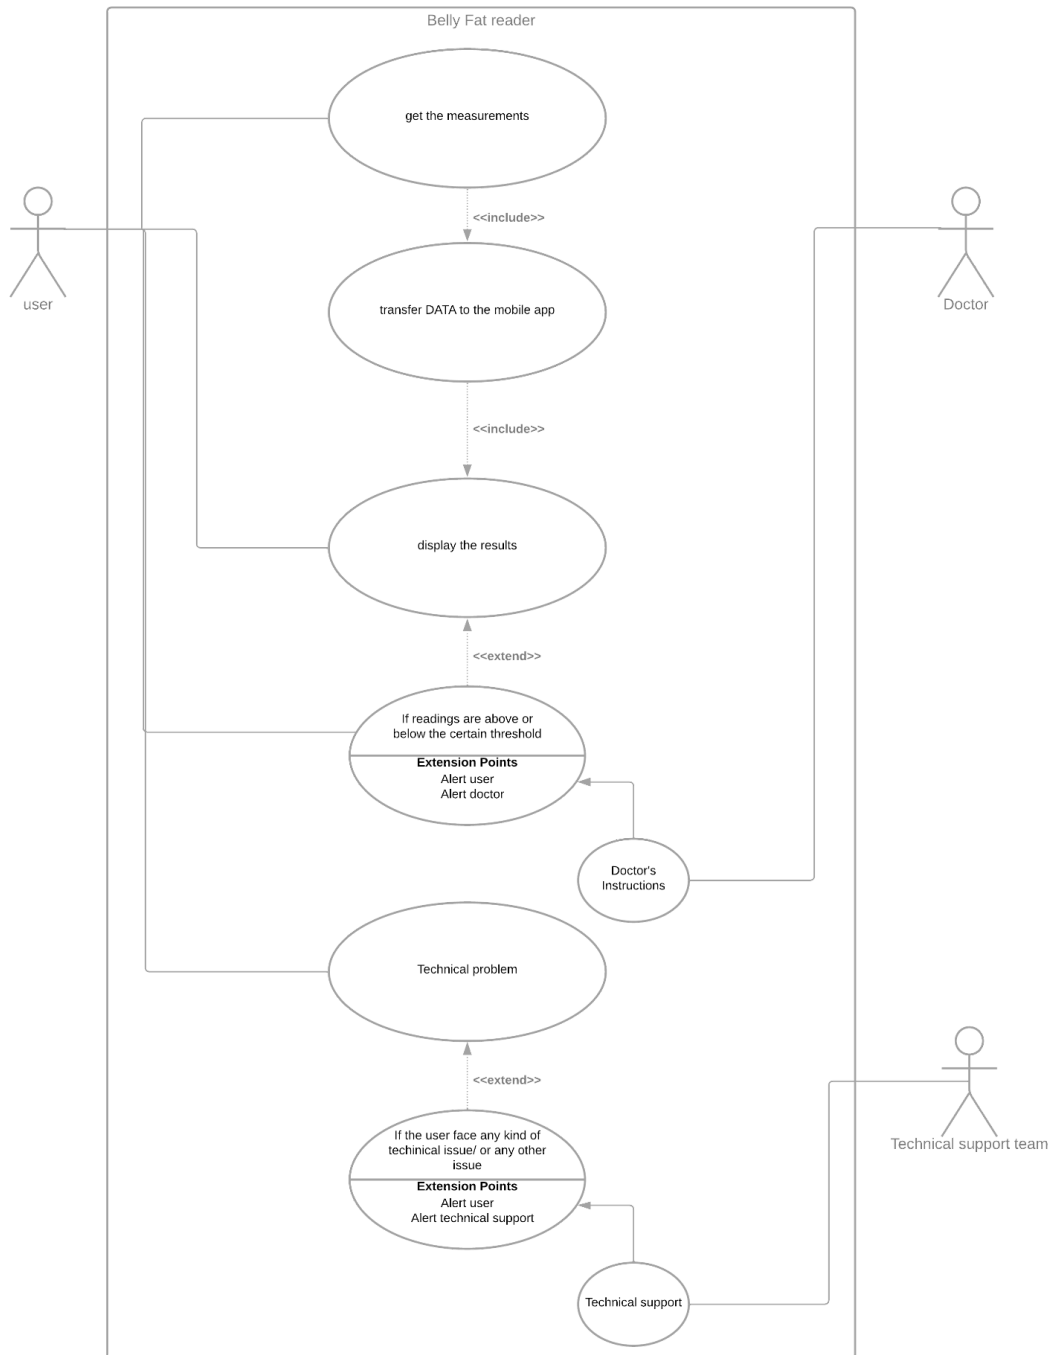 Belly Fat reader
get the measurements
<<include>>
user
Doctor
transfer DATA to the mobile app
<<include>>
display the results
<<extend>>
If readings are above or
below the certain threshold
Extension Points
Alert user
Alert doctor
Doctor's
Instructions
Technical problem
<<extend>>
Technical support team
If the user face any kind of
techinical issue/ or any other
issue
Extension Points
Alert user
Alert technical support
Technical support